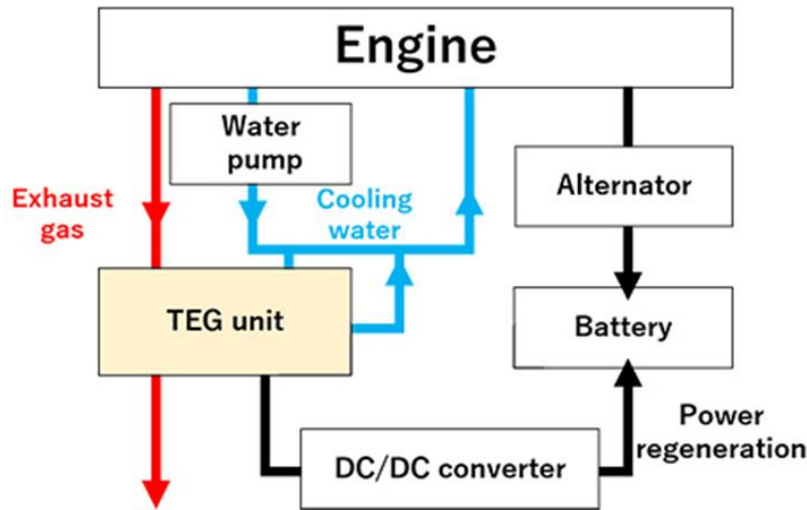 Engine
Water
pump
Alternator
Exhaust
gas
Cooling
water
TEG unit
Battery
Power
regeneration
DC/DC converter